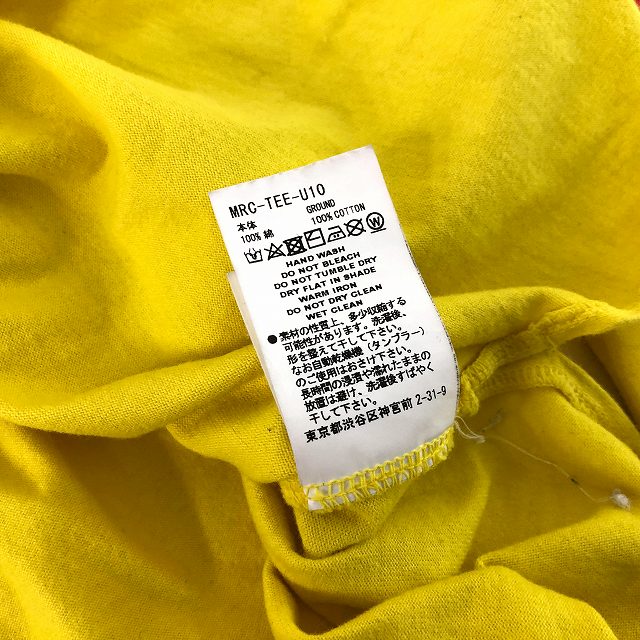 MRC-TEE-U10
本体 GROUND
100% 綿 100% COTTON
HAND WASH
DO NOT BLEACH
DO NOT TUMBLE DRY
DRY FLAT IN SHADE
WARM IRON
DO NOT DRY CLEAN
WET CLEAN
●素材の性質上、多少収縮する
可能性があります。洗濯後、
形を整えて干して下さい。
なお自動乾燥機（タンブラー）
のご使用はおさけ下さい。
長時間の浸漬や濡れたままの
放置は避け、洗濯後すばやく
干して下さい。
東京都渋谷区神宮前 2-31-9